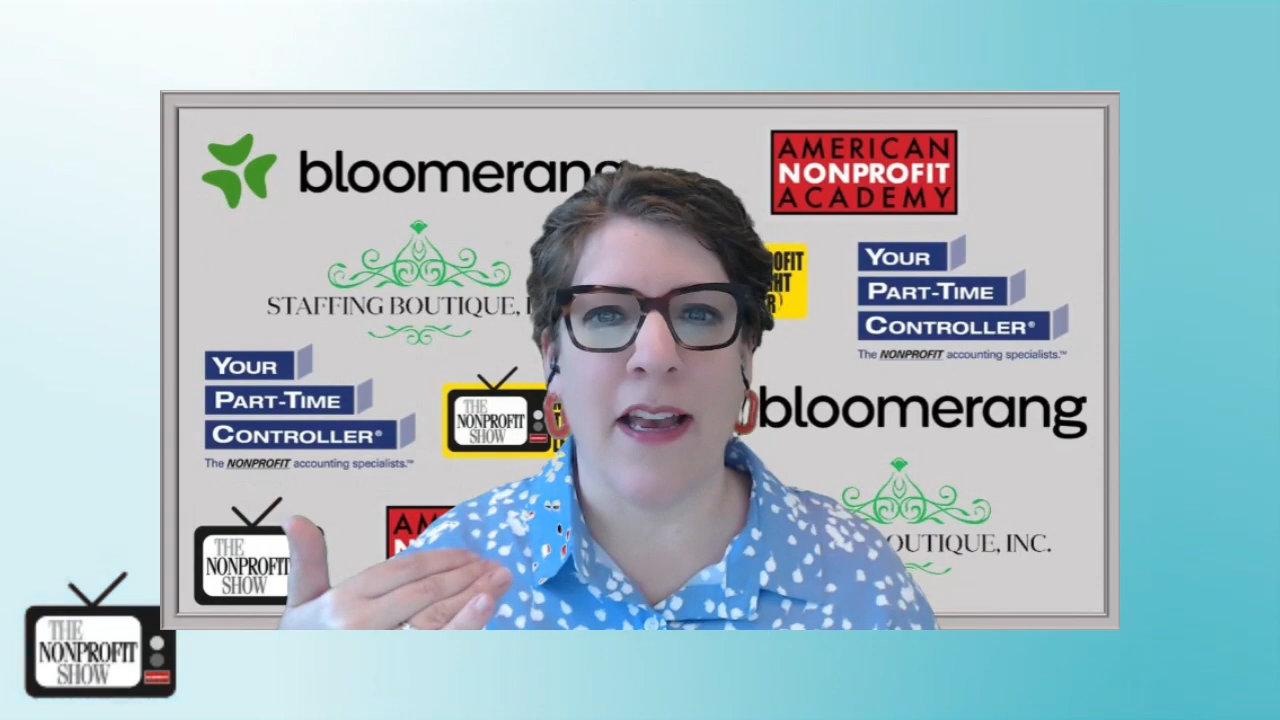 bloomerang
AMERICAN
NONPROFIT
ACADEMY
STAFFING BOUTIQUE,
YOUR
PART-TIME
CONTROLLER®
The NONPROFIT accounting specialists.™
YOUR
PART-TIME
CONTROLLER®
The NONPROFIT accounting specialists.™
THE
NONPROFIT
SHOW
bloomerang
THE
NONPROFIT
SHOW
OUTIQUE, INC.
THE
NONPROFIT
SHOW